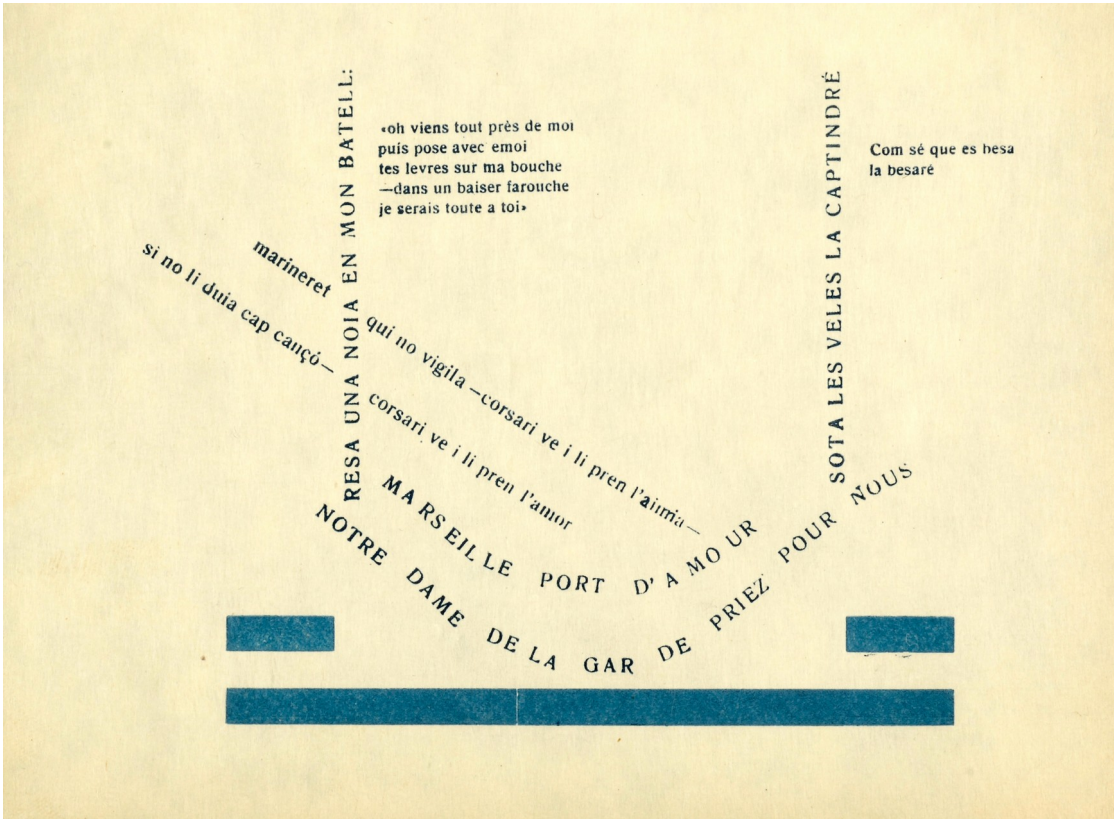 RESA UNA NOIA EN MON BATELL:
«oh viens tout près de moi
puis pose avec emoi
tes levres sur ma bouche
—dans un baiser farouche
je serais toute a toi»
SOTA LES VELES LA CAPTINDRÉ
Com sé que es besa
la besaré
marineret qui no vigila —corsari ve i li pren l'aimia—
si no li duia cap cançó— corsari ve i li pren l'amor
MARSEILLE PORT D'AMOUR
NOTRE DAME DE LA GARDE PRIEZ POUR NOUS